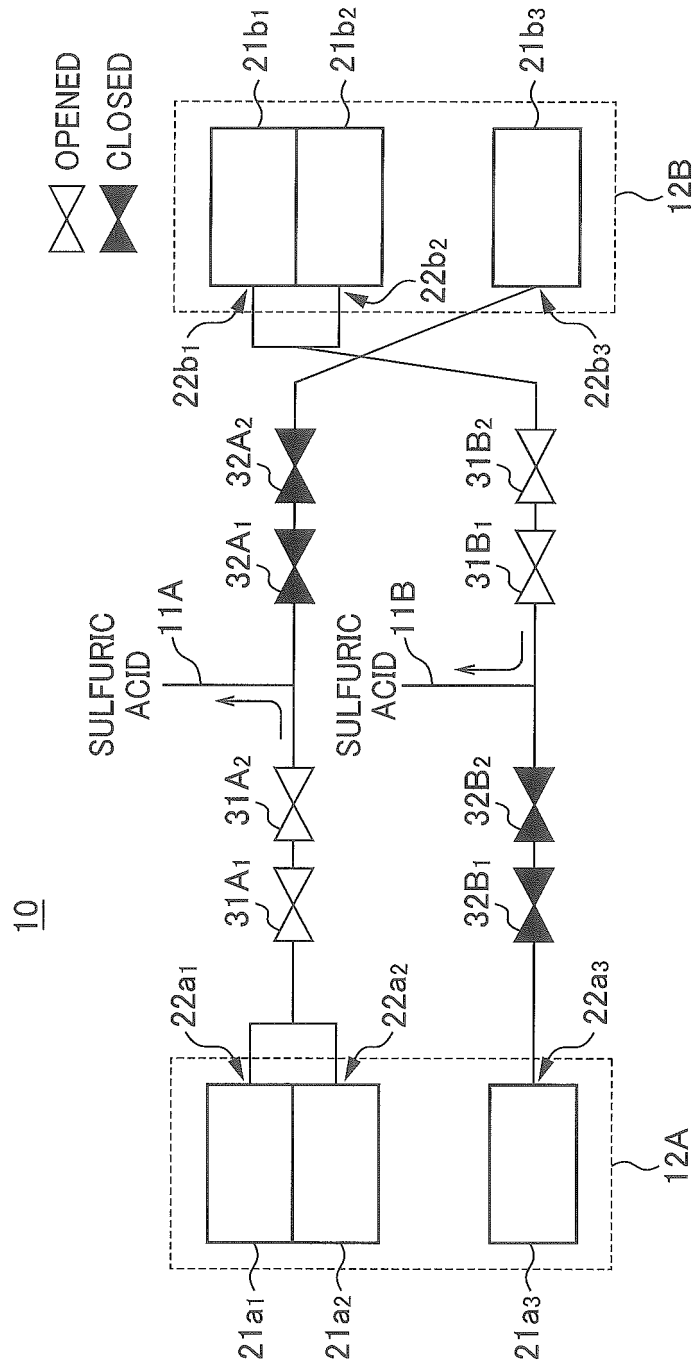 10
OPENED
CLOSED
SULFURIC
ACID
11A
22a1
31A1
31A2
32A1
32A2
22b1
21b1
21b2
22b2
21a1
21a2
22a2
SULFURIC
ACID
11B
32B1
32B2
31B1
31B2
22a3
22b3
21a3
21b3
12A
12B